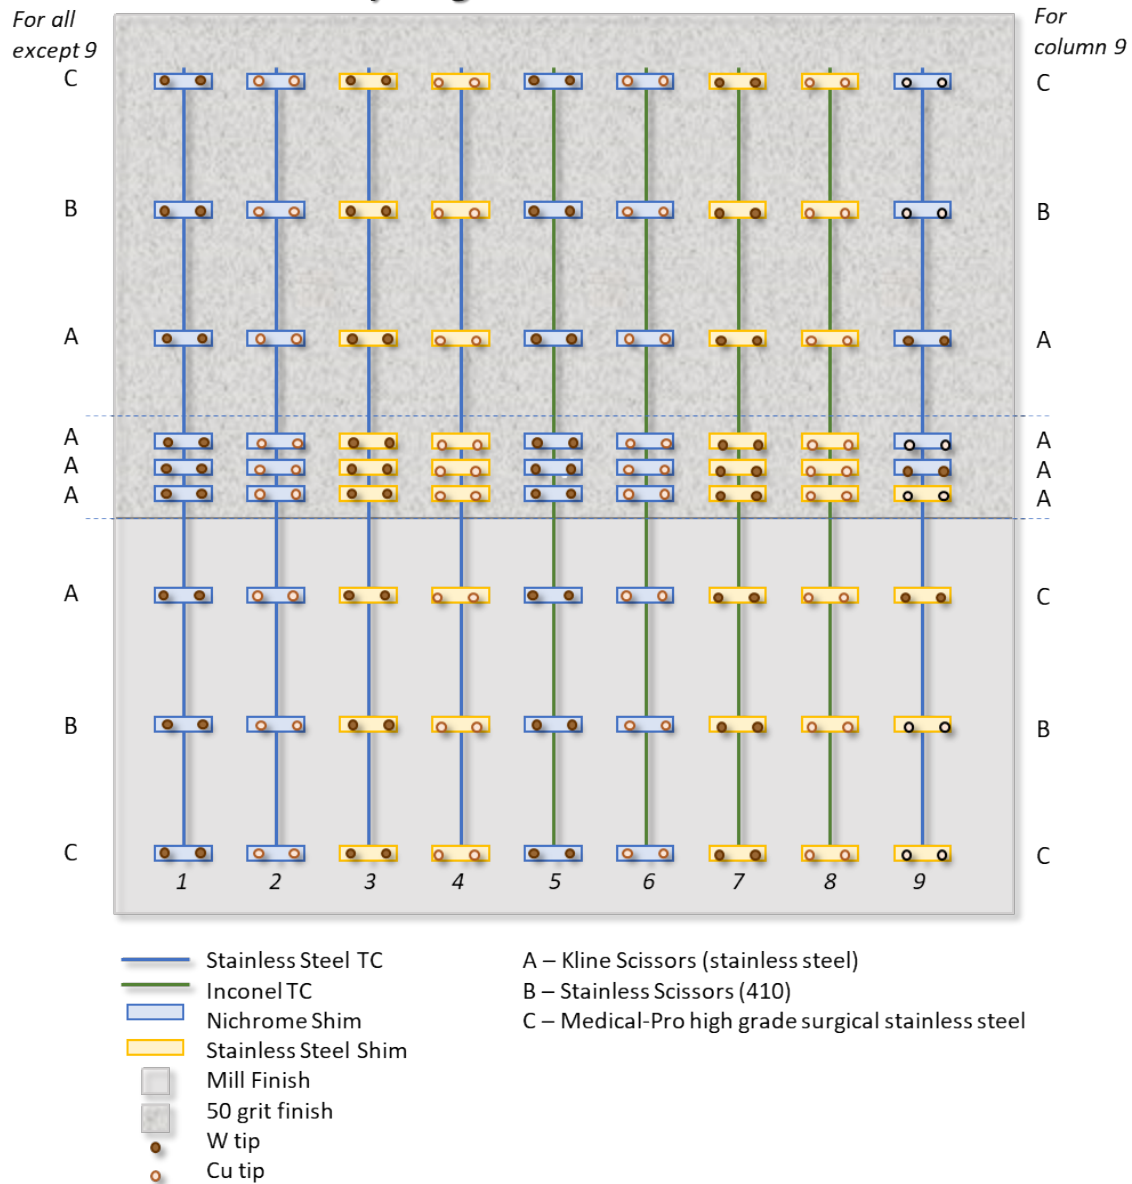 For all
except 9
For
column 9
C
C
B
B
A
A
A
A
A
A
A
A
A
C
B
B
C
C
1 2 3 4 5 6 7 8 9
Stainless Steel TC
Inconel TC
Nichrome Shim
Stainless Steel Shim
Mill Finish
50 grit finish
W tip
Cu tip
A – Kline Scissors (stainless steel)
B – Stainless Scissors (410)
C – Medical-Pro high grade surgical stainless steel